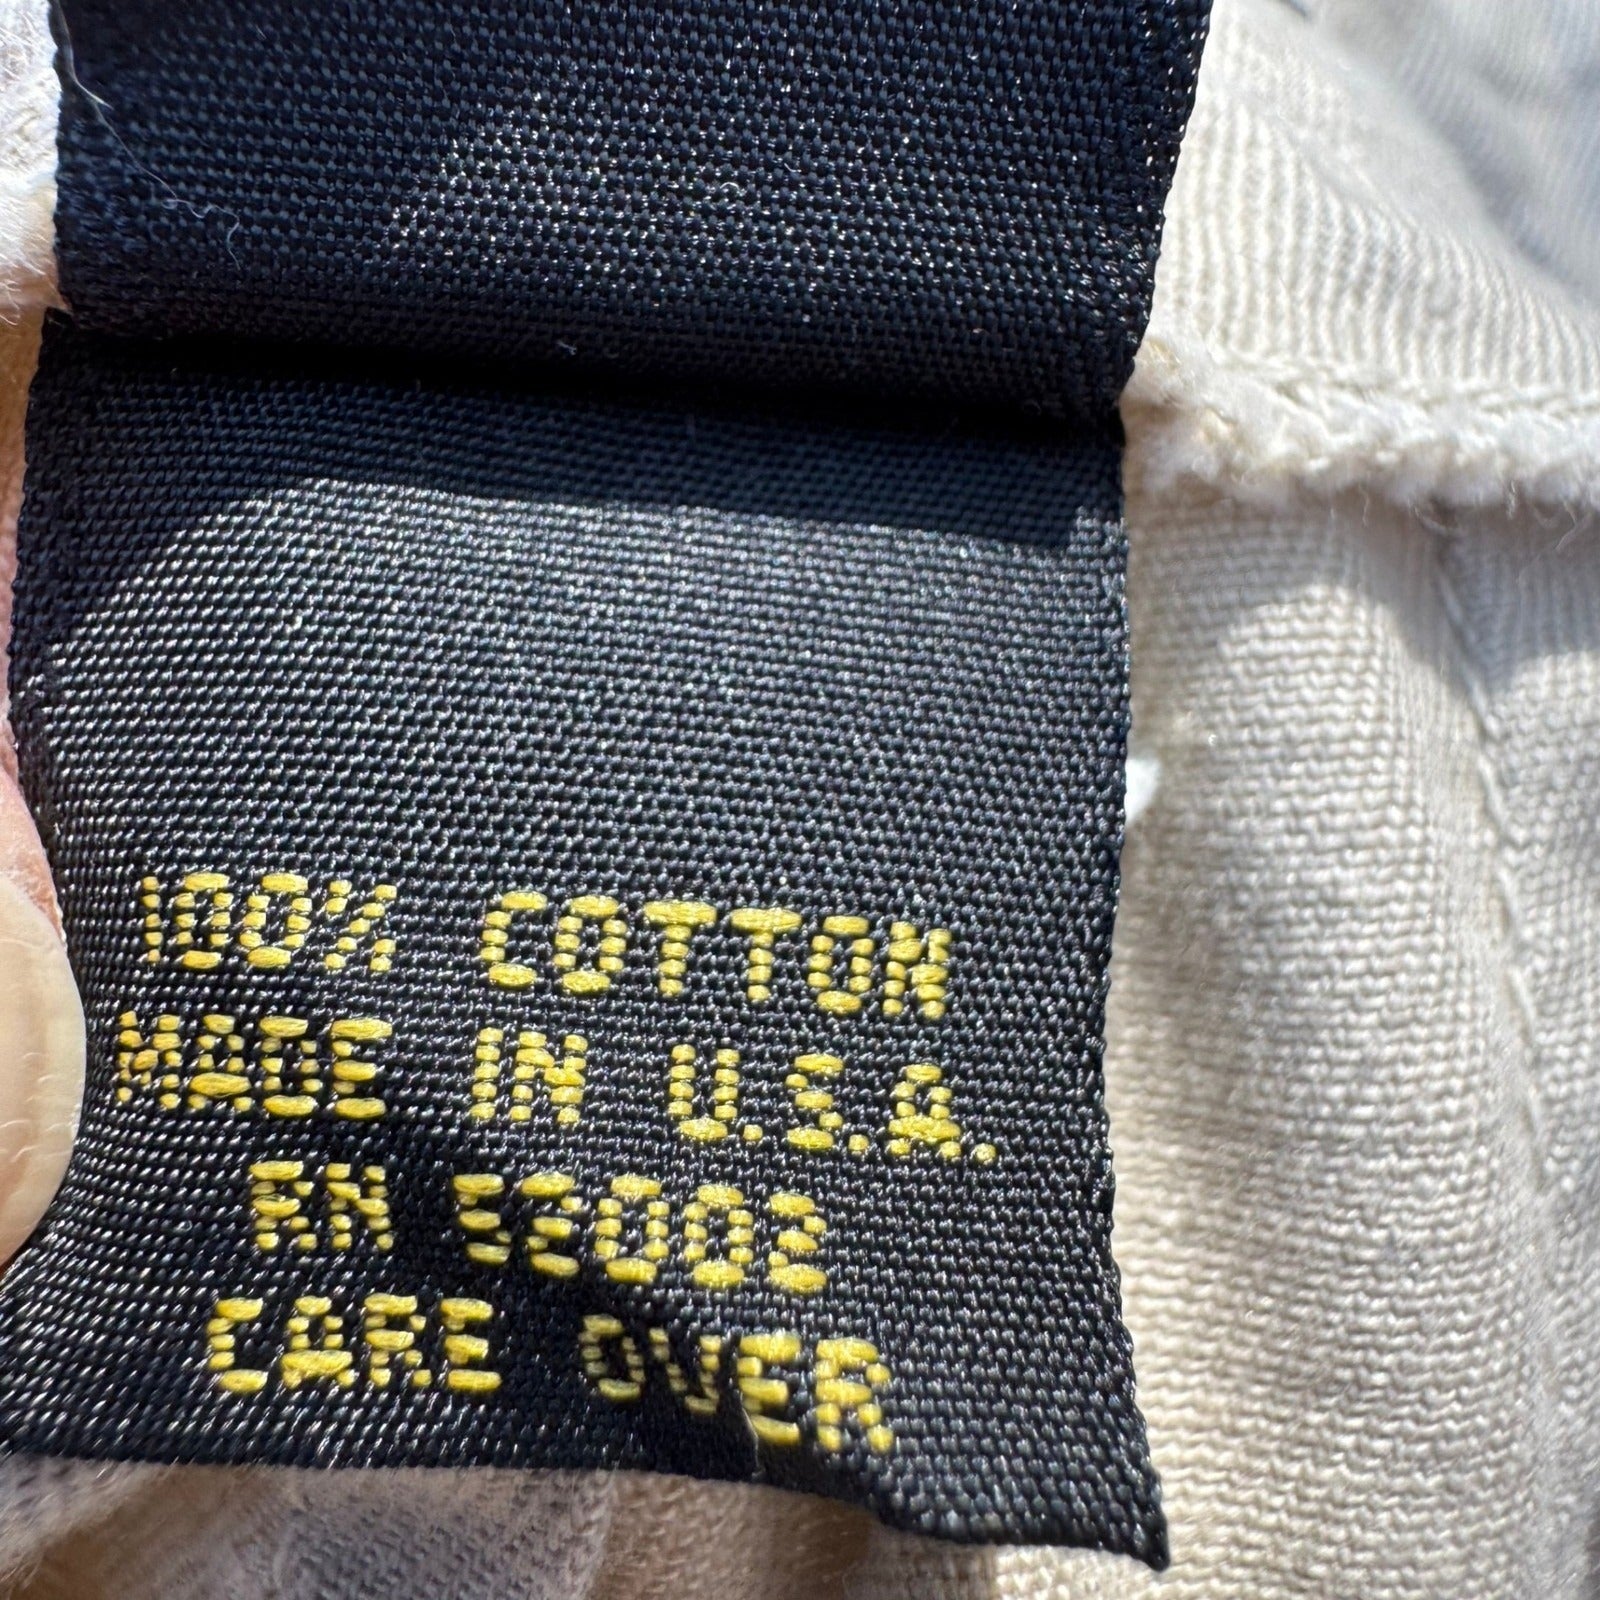 100% COTTON
MADE IN U.S.A.
RN 52002
CARE OVER